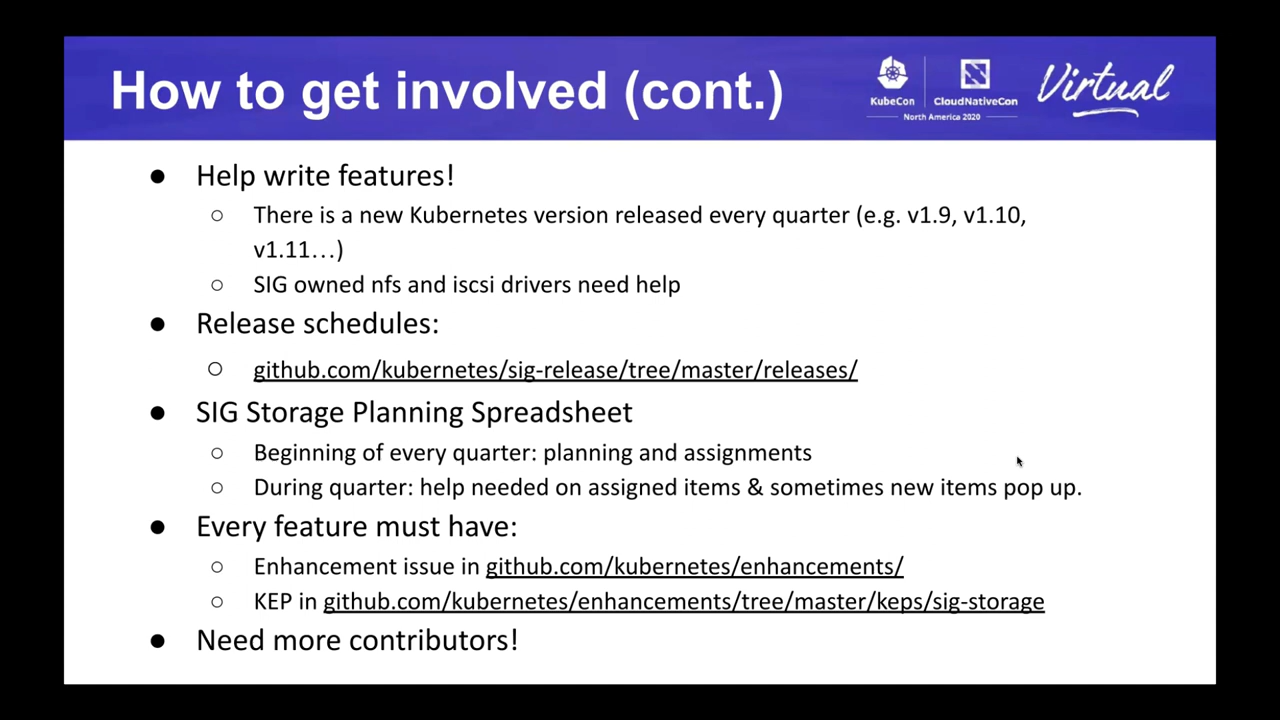 How to get involved (cont.)
KubeCon
CloudNativeCon
North America 2020
Virtual
● Help write features!
○ There is a new Kubernetes version released every quarter (e.g. v1.9, v1.10,
v1.11…)
○ SIG owned nfs and iscsi drivers need help
● Release schedules:
○ github.com/kubernetes/sig-release/tree/master/releases/
● SIG Storage Planning Spreadsheet
○ Beginning of every quarter: planning and assignments
○ During quarter: help needed on assigned items & sometimes new items pop up.
● Every feature must have:
○ Enhancement issue in github.com/kubernetes/enhancements/
○ KEP in github.com/kubernetes/enhancements/tree/master/keps/sig-storage
● Need more contributors!